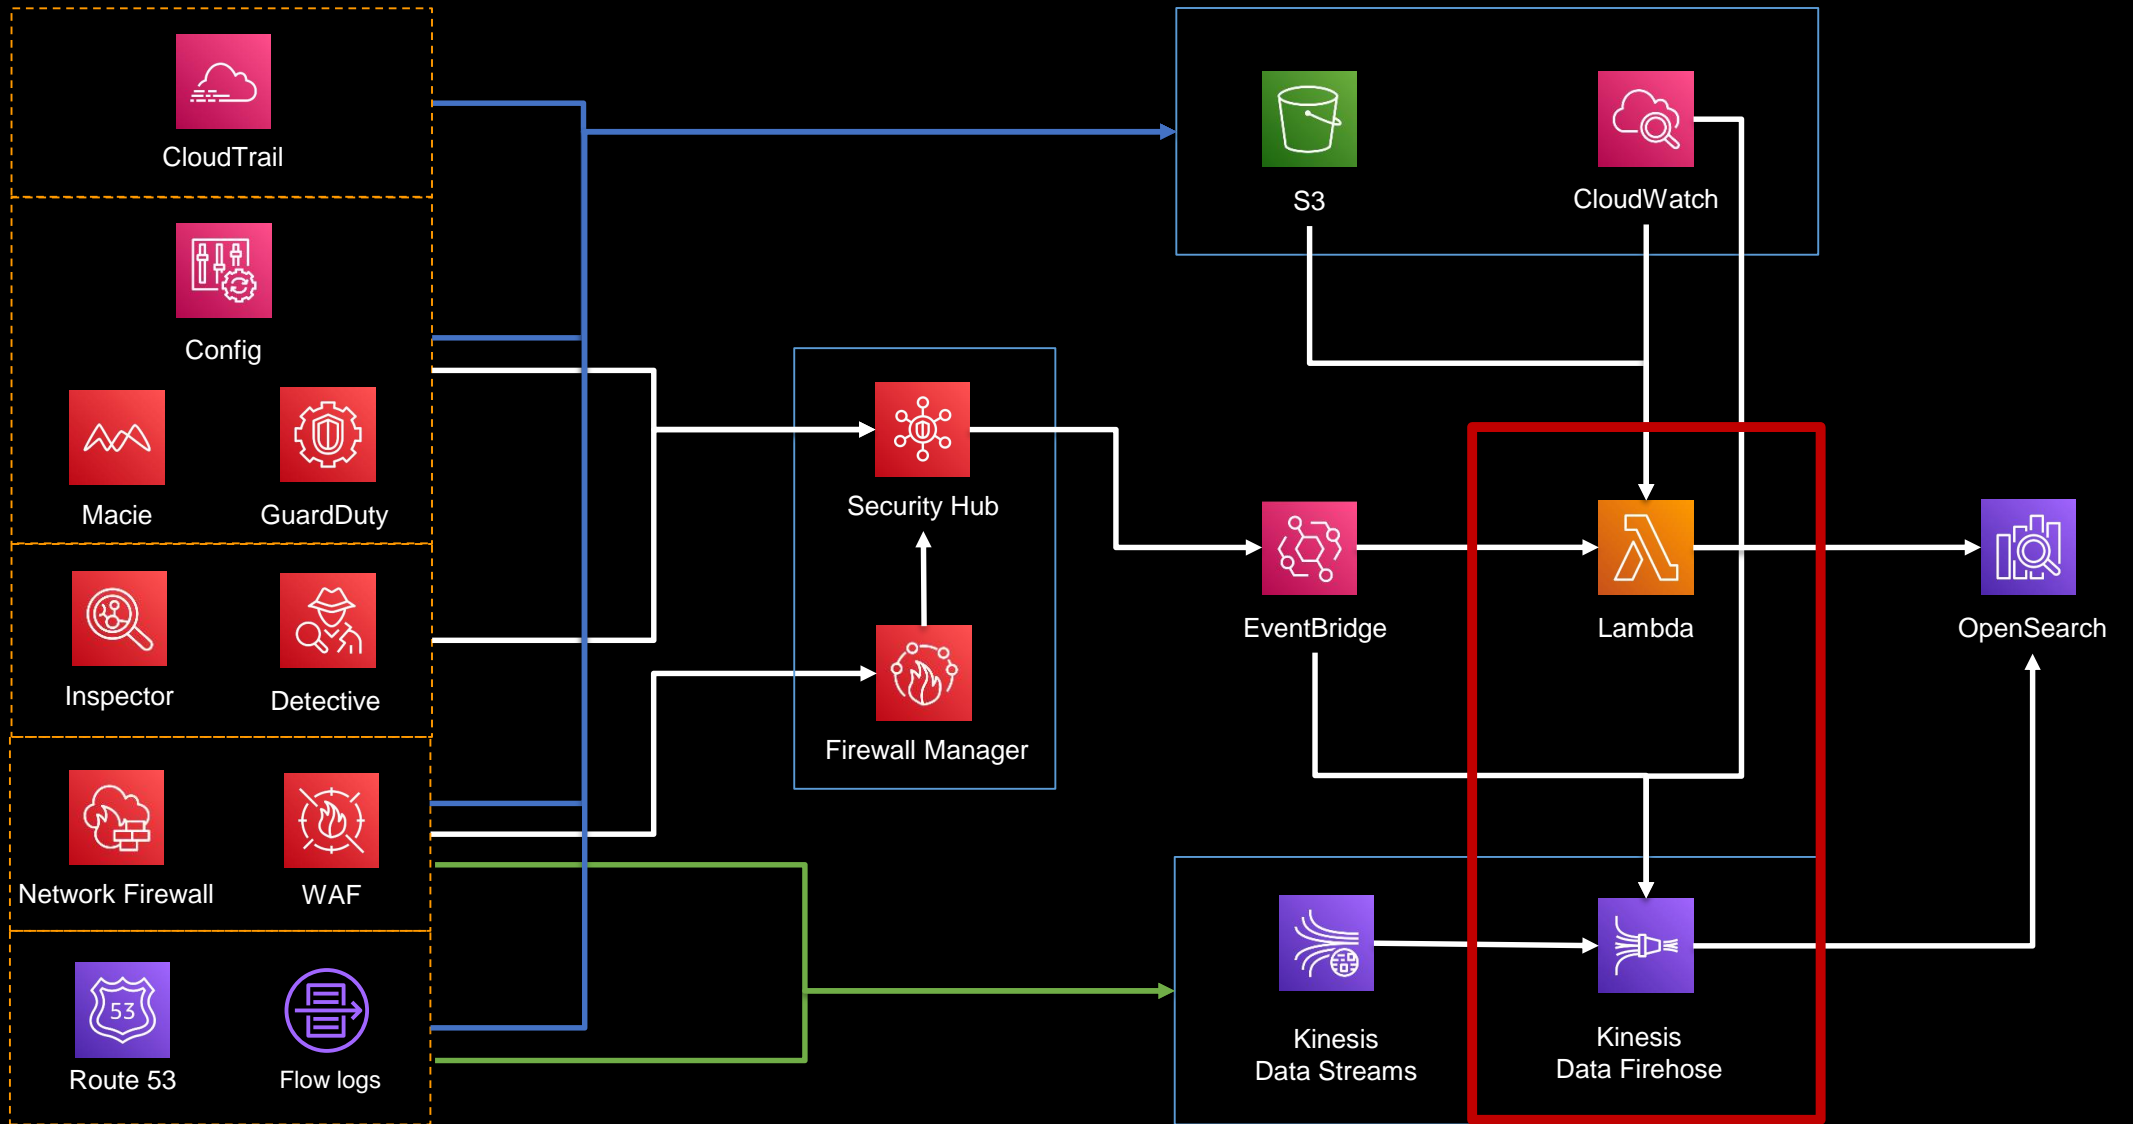 CloudTrail
Config
Macie
GuardDuty
Inspector
Detective
Network Firewall
WAF
53
Route 53
Flow logs
Security Hub
Firewall Manager
S3
CloudWatch
EventBridge
Lambda
OpenSearch
Kinesis
Data Streams
Kinesis
Data Firehose